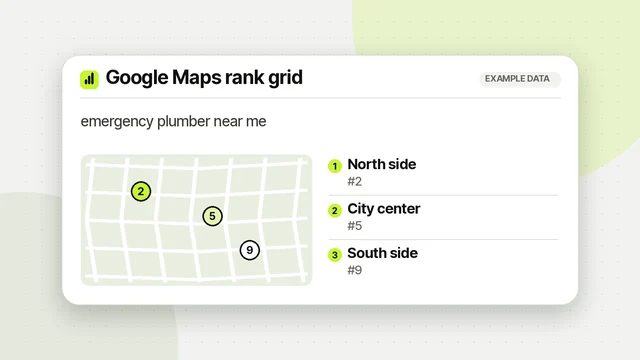 Google Maps rank grid
EXAMPLE DATA
emergency plumber near me
2
5
9
1 North side
#2
2 City center
#5
3 South side
#9